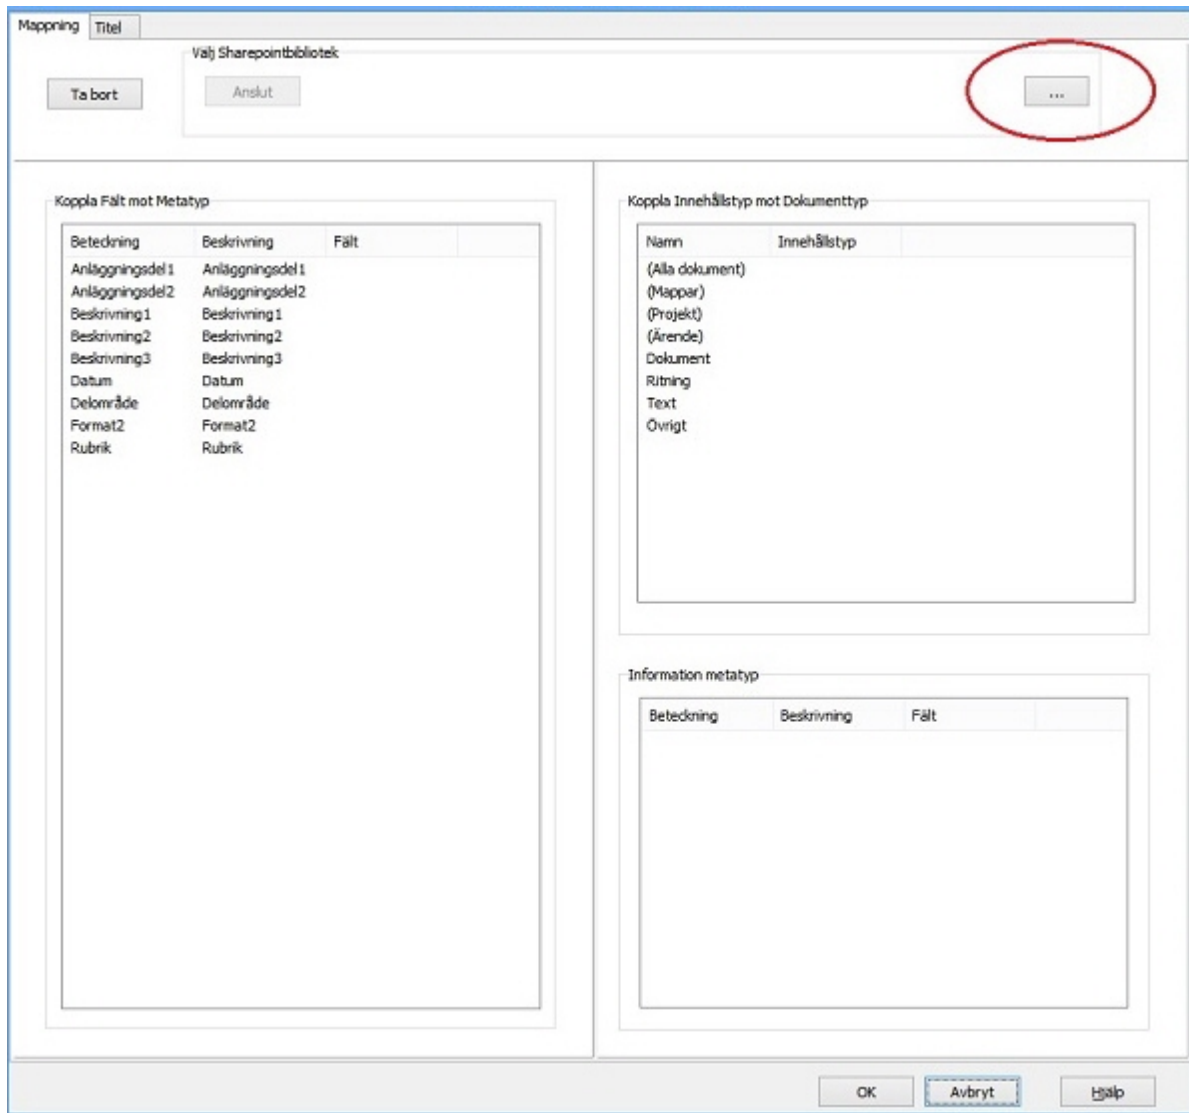 Mappning Titel
Välj Sharepointbibliotek
Ta bort Anslut ...
Koppla Fält mot Metatyp
Beteckning Beskrivning Fält
Anläggningsdel1 Anläggningsdel1
Anläggningsdel2 Anläggningsdel2
Beskrivning1 Beskrivning1
Beskrivning2 Beskrivning2
Beskrivning3 Beskrivning3
Datum Datum
Delområde Delområde
Format2 Format2
Rubrik Rubrik
Koppla Innehållstyp mot Dokumenttyp
Namn Innehållstyp
(Alla dokument)
(Mappar)
(Projekt)
(Ärende)
Dokument
Ritning
Text
Övrigt
Information metatyp
Beteckning Beskrivning Fält
OK Avbryt Hjälp